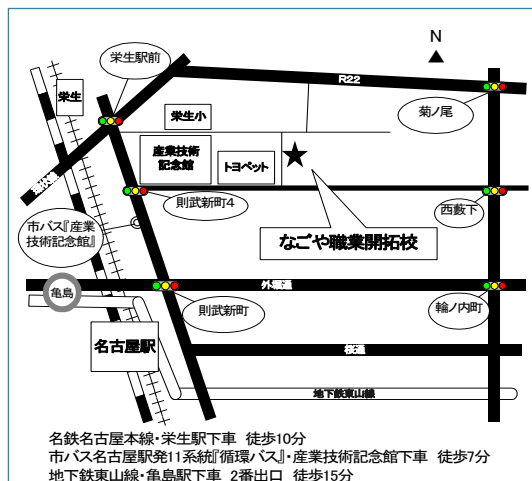 栄生駅前
N
R22
栄生
栄生小
菊ノ尾
産業技術
記念館
トヨペット
則武新町4
西薮下
市バス『産業
技術記念館』
なごや職業開拓校
外堀通
亀島
則武新町
輪ノ内町
名古屋駅
桜通
地下鉄東山線
名鉄名古屋本線・栄生駅下車 徒歩10分
市バス名古屋駅発11系統『循環バス』・産業技術記念館下車 徒歩7分
地下鉄東山線・亀島駅下車 2番出口 徒歩15分